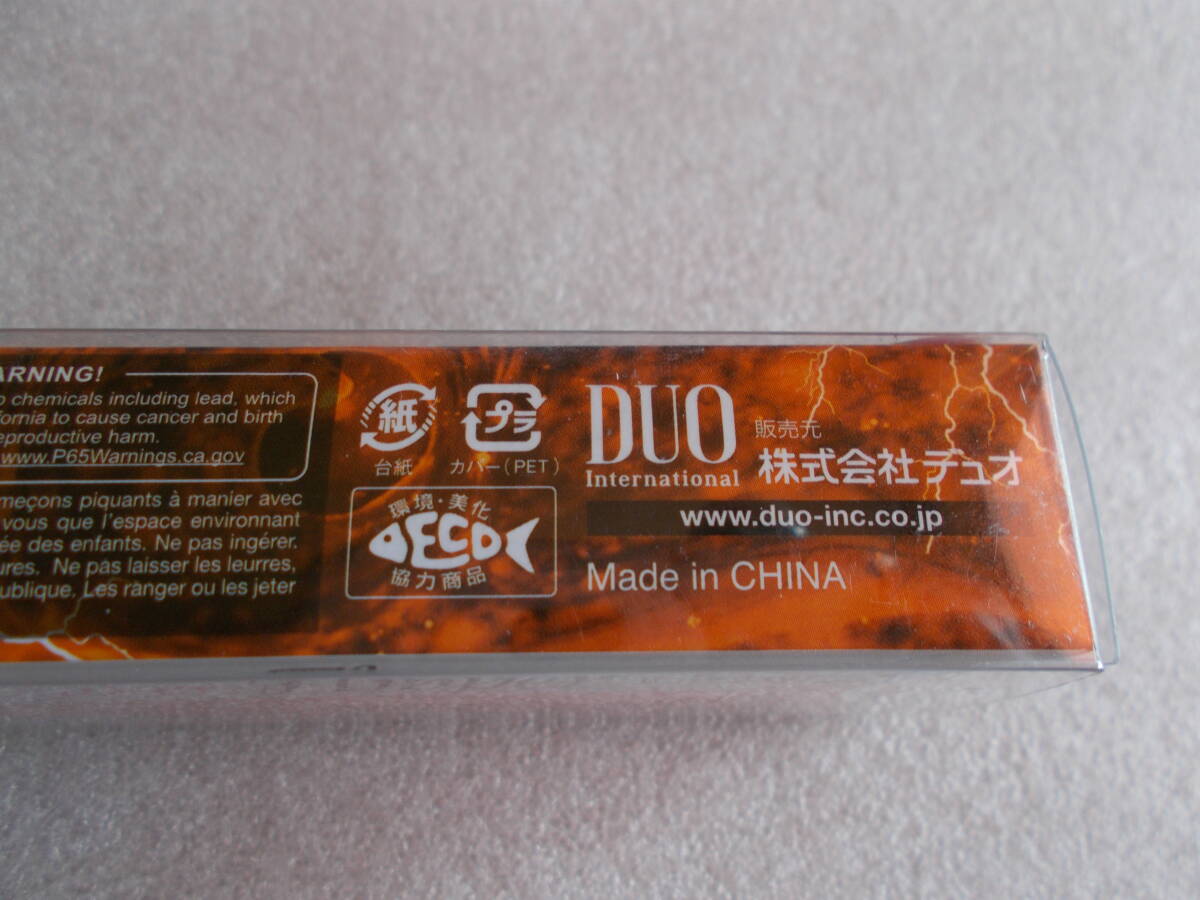 ARNING!
o chemicals including lead, which
fornia to cause cancer and birth
eproductive harm.
www.P65Warnings.ca.gov
meçons piquants à manier avec
vous que l'espace environnant
ée des enfants. Ne pas ingérer.
ures. Ne pas laisser les leurres,
ublique. Les ranger ou les jeter
紙
台紙
プラ
カバー(PET)
環境・美化
ECO
協力商品
DUO
International
販売元
株式会社デュオ
www.duo-inc.co.jp
Made in CHINA